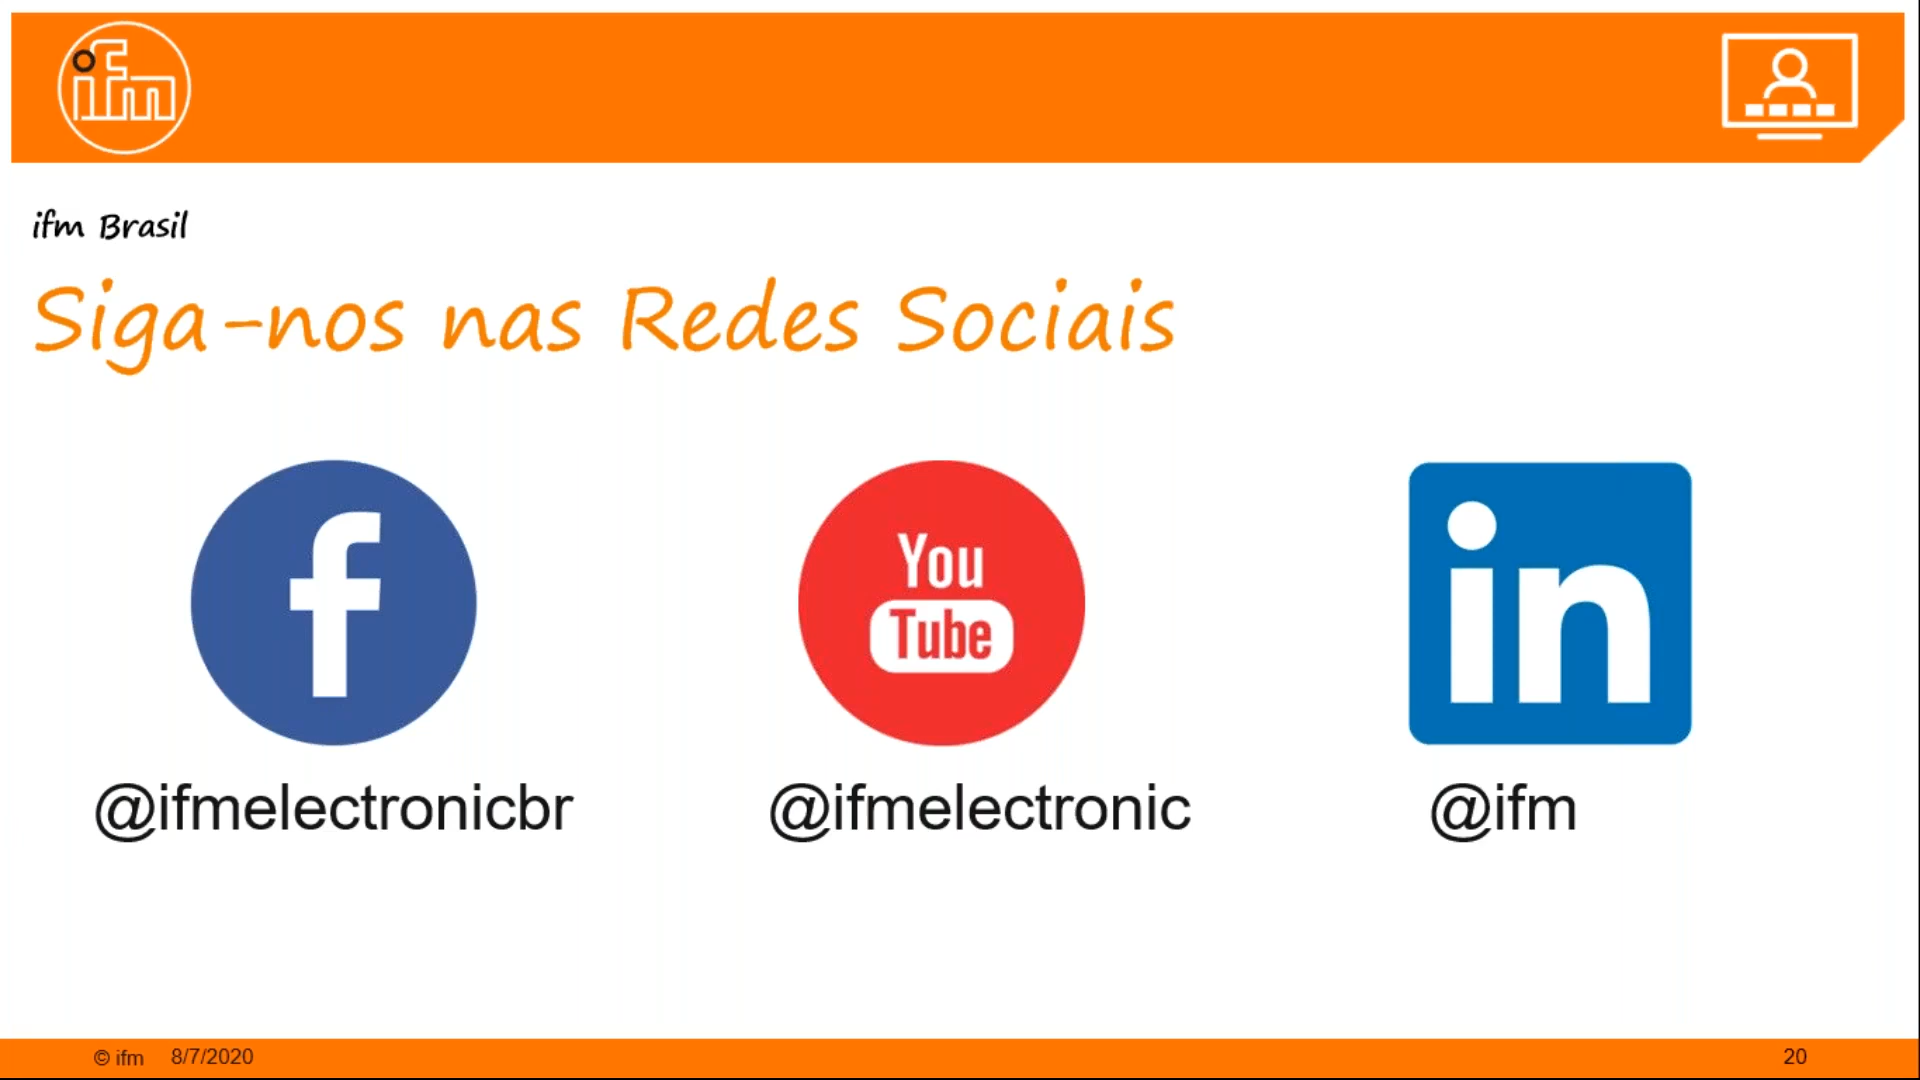 ifm
ifm Brasil
Siga-nos nas Redes Sociais
f
You
Tube
in
@ifmelectronicbr
@ifmelectronic
@ifm
© ifm 8/7/2020
20